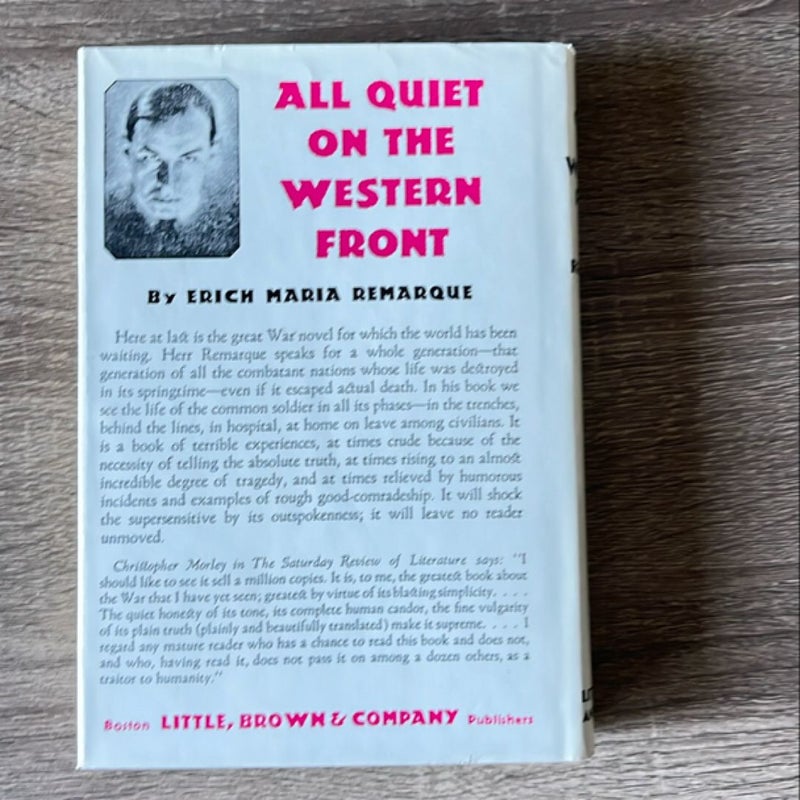 ALL QUIET
ON THE
WESTERN
FRONT
By ERICH MARIA REMARQUE
Here at last is the great War novel for which the world has been
waiting. Herr Remarque speaks for a whole generation—that
generation of all the combatant nations whose life was destroyed
in its springtime—even if it escaped actual death. In his book we
see the life of the common soldier in all its phases—in the trenches,
behind the lines, in hospital, at home on leave among civilians. It
is a book of terrible experiences, at times crude because of the
necessity of telling the absolute truth, at times rising to an almost
incredible degree of tragedy, and at times relieved by humorous
incidents and examples of rough good-comradeship. It will shock
the supersensitive by its outspokenness; it will leave no reader
unmoved.
Christopher Morley in The Saturday Review of Literature says: "I
should like to see it sell a million copies. It is, to me, the greatest book about
the War that I have yet seen; greatest by virtue of its blasting simplicity. . . .
The quiet honesty of its tone, its complete human candor, the fine vulgarity
of its plain truth (plainly and beautifully translated) make it supreme. . . . I
regard any mature reader who has a chance to read this book and does not,
and who, having read it, does not pass it on among a dozen others, as a
traitor to humanity."
Boston LITTLE, BROWN & COMPANY Publishers